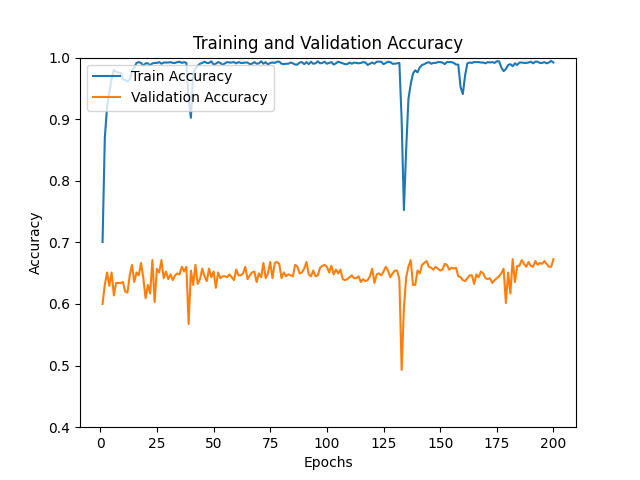 Training and Validation Accuracy
1.0
0.9
0.8
0.7
0.6
0.5
0.4
Accuracy
Train Accuracy
Validation Accuracy
0 25 50 75 100 125 150 175 200
Epochs